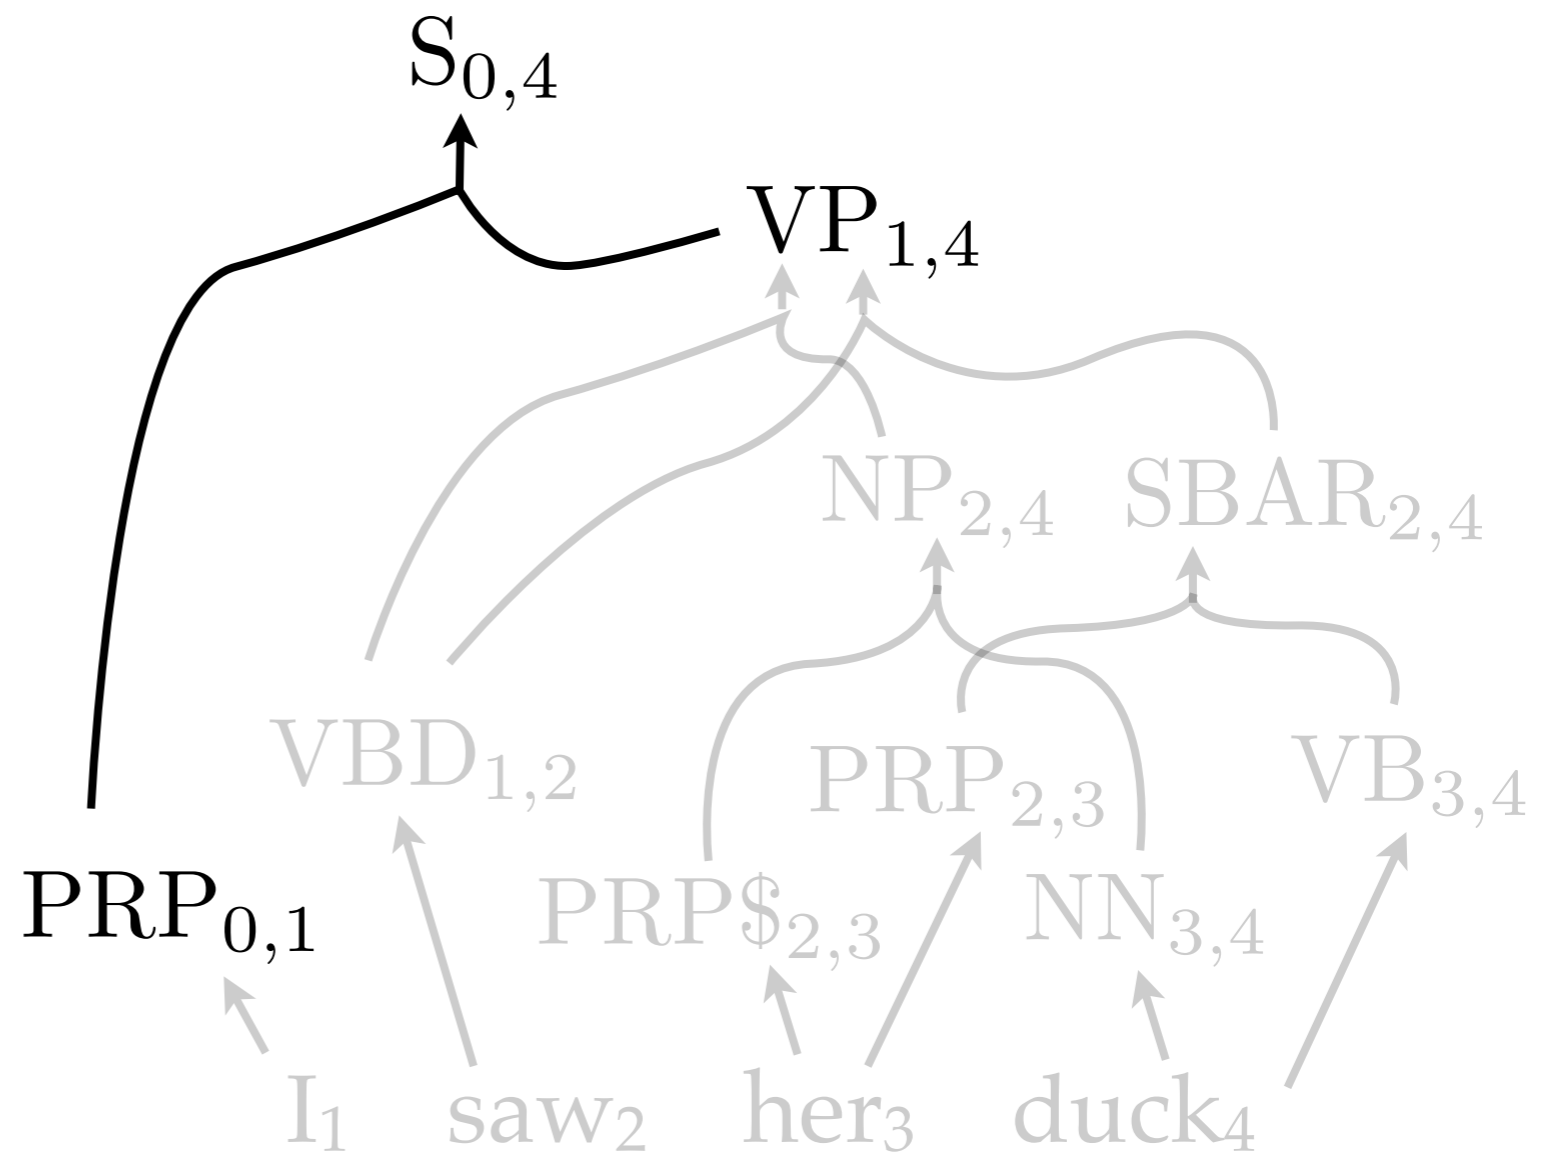 S0,4
VP1,4
NP2,4 SBAR2,4
VBD1,2 PRP2,3 VB3,4
PRP0,1 PRP$2,3 NN3,4
I1 saw2 her3 duck4